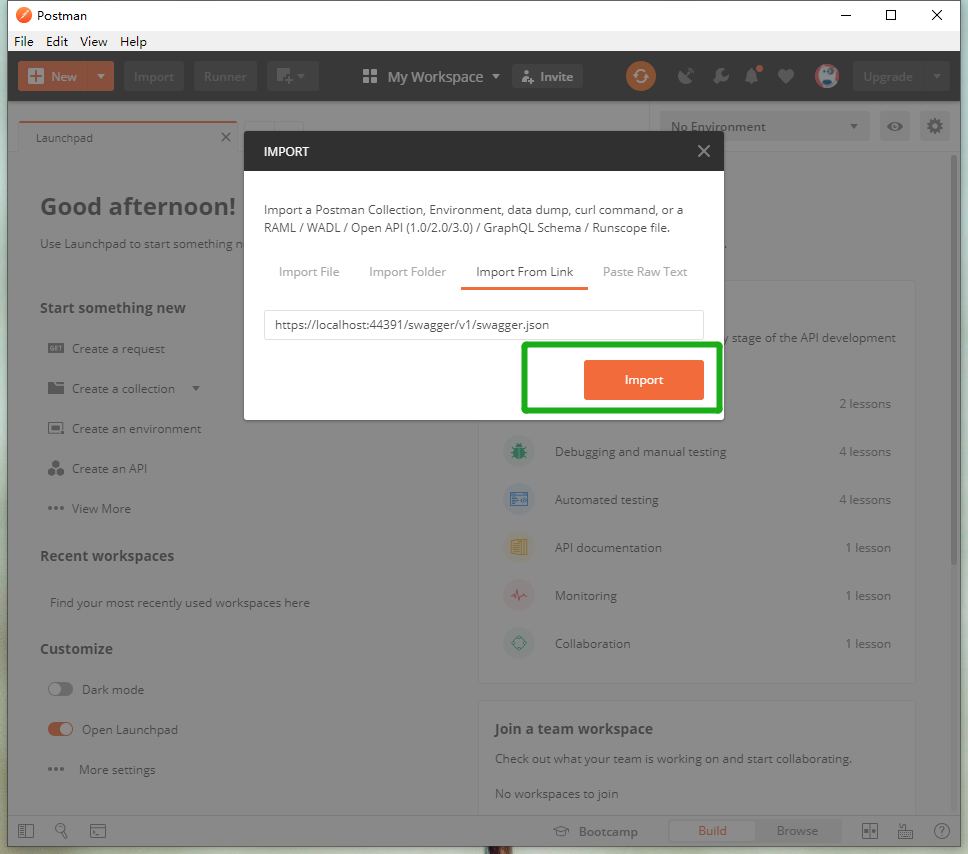 Postman
File Edit View Help
New Import Runner My Workspace Invite Upgrade
Launchpad
No Environment
IMPORT
Import a Postman Collection, Environment, data dump, curl command, or a
RAML / WADL / Open API (1.0/2.0/3.0) / GraphQL Schema / Runscope file.
Import File Import Folder Import From Link Paste Raw Text
https://localhost:44391/swagger/v1/swagger.json
Import
Good afternoon!
Use Launchpad to start something
Start something new
GET Create a request
Create a collection
Create an environment
Create an API
View More
Recent workspaces
Find your most recently used workspaces here
Customize
Dark mode
Open Launchpad
More settings
stage of the API development
2 lessons
Debugging and manual testing 4 lessons
Automated testing 4 lessons
API documentation 1 lesson
Monitoring 1 lesson
Collaboration 1 lesson
Join a team workspace
Check out what your team is working on and start collaborating.
No workspaces to join
Bootcamp Build Browse